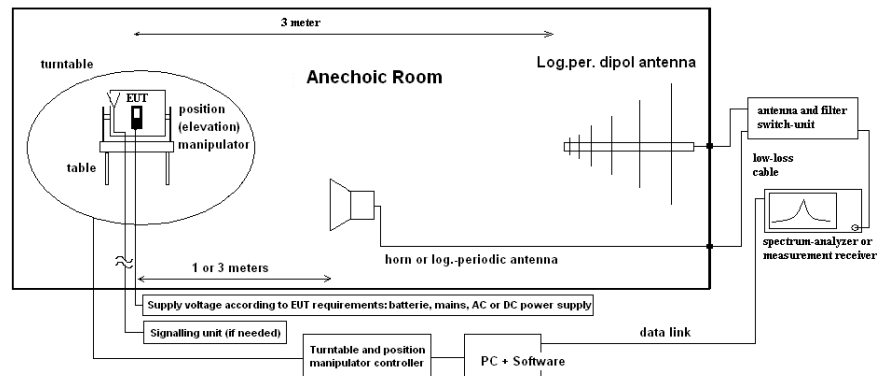 3 meter
turntable
Anechoic Room
Log.per. dipol antenna
EUT
position
(elevation)
manipulator
table
antenna and filter
switch-unit
low-loss
cable
spectrum-analyzer or
measurement receiver
horn or log.-periodic antenna
1 or 3 meters
Supply voltage according to EUT requirements: batterie, mains, AC or DC power supply
Signalling unit (if needed)
data link
Turntable and position
manipulator controller
PC + Software